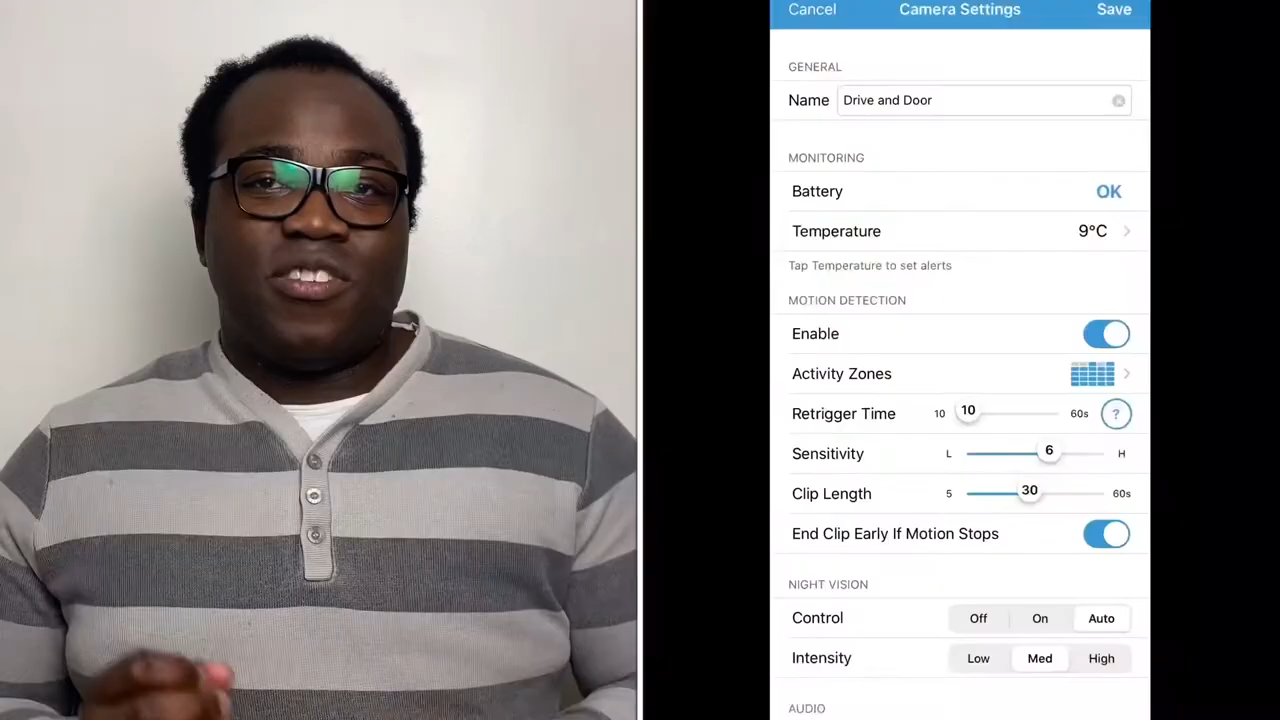 Cancel Camera Settings Save
GENERAL
Name Drive and Door
MONITORING
Battery OK
Temperature 9°C
Tap Temperature to set alerts
MOTION DETECTION
Enable
Activity Zones
Retrigger Time 10 10 60s ?
Sensitivity L 6 H
Clip Length 5 30 60s
End Clip Early If Motion Stops
NIGHT VISION
Control Off On Auto
Intensity Low Med High
AUDIO